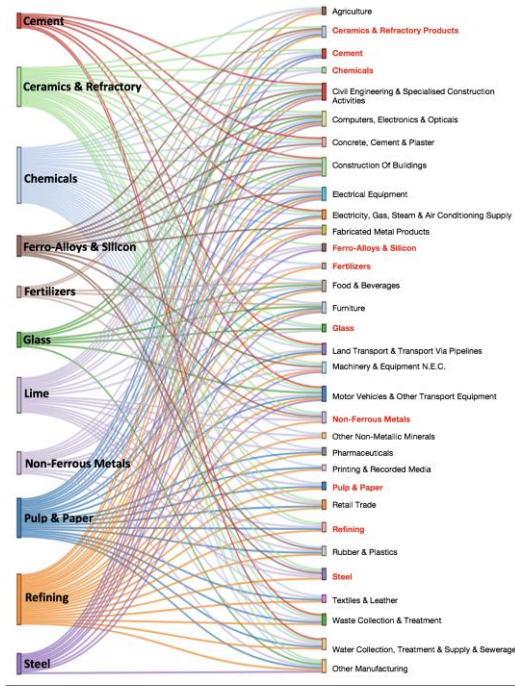 Cement
Ceramics & Refractory
Chemicals
Ferro-Alloys & Silicon
Fertilizers
Glass
Lime
Non-Ferrous Metals
Pulp & Paper
Refining
Steel
Agriculture
Ceramics & Refractory Products
Cement
Chemicals
Civil Engineering & Specialised Construction
Activities
Computers, Electronics & Opticals
Concrete, Cement & Plaster
Construction Of Buildings
Electrical Equipment
Electricity, Gas, Steam & Air Conditioning Supply
Fabricated Metal Products
Ferro-Alloys & Silicon
Fertilizers
Food & Beverages
Furniture
Glass
Land Transport & Transport Via Pipelines
Machinery & Equipment N.E.C.
Motor Vehicles & Other Transport Equipment
Non-Ferrous Metals
Other Non-Metallic Minerals
Pharmaceuticals
Printing & Recorded Media
Pulp & Paper
Retail Trade
Refining
Rubber & Plastics
Steel
Textiles & Leather
Waste Collection & Treatment
Water Collection, Treatment & Supply & Sewerage
Other Manufacturing